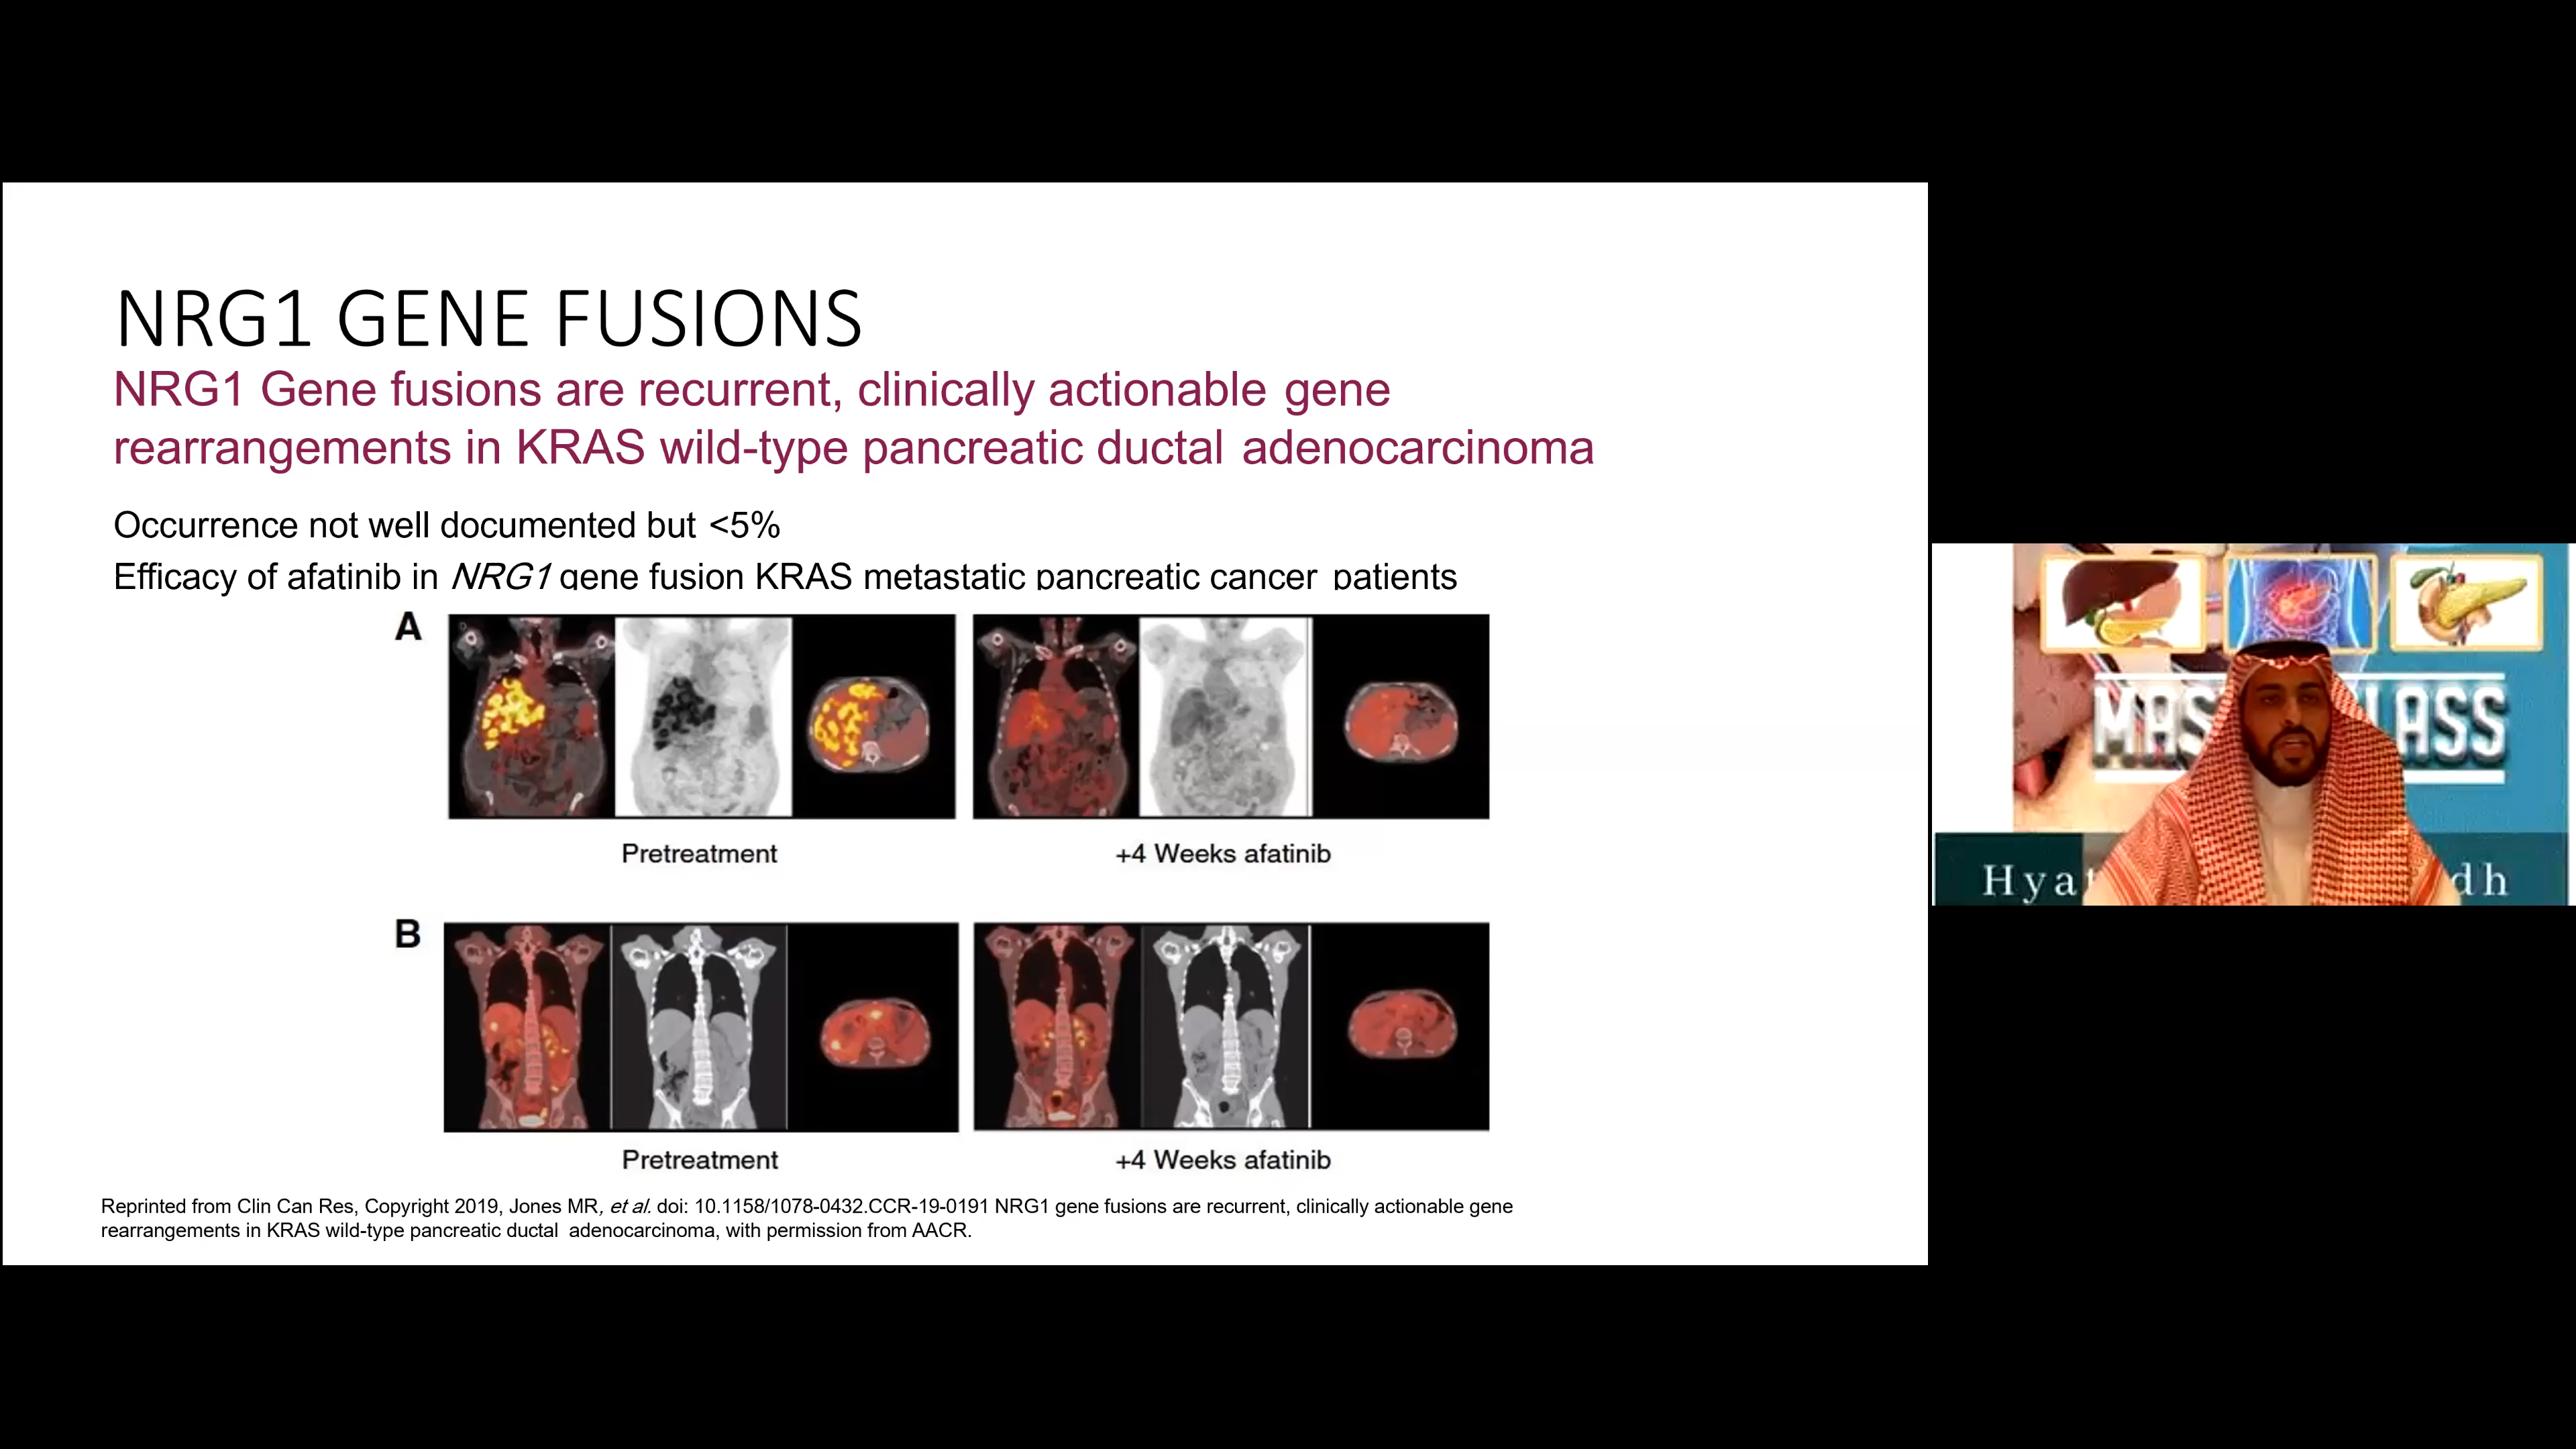 NRG1 GENE FUSIONS
NRG1 Gene fusions are recurrent, clinically actionable gene
rearrangements in KRAS wild-type pancreatic ductal adenocarcinoma
Occurrence not well documented but <5%
Efficacy of afatinib in NRG1 gene fusion KRAS metastatic pancreatic cancer patients
A
Pretreatment
+4 Weeks afatinib
B
Pretreatment
+4 Weeks afatinib
Reprinted from Clin Can Res, Copyright 2019, Jones MR, et al. doi: 10.1158/1078-0432.CCR-19-0191 NRG1 gene fusions are recurrent, clinically actionable gene
rearrangements in KRAS wild-type pancreatic ductal adenocarcinoma, with permission from AACR.